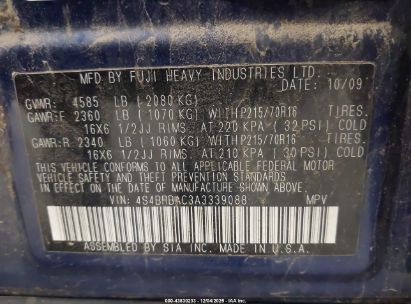 MFD. BY FUJI HEAVY INDUSTRIES LTD.
DATE: 10/09
GVWR: 4585 LB (2080 KG)
GAWR:F 2360 LB (1070 KG) WITH P215/70R16 TIRES.
16X6 1/2JJ RIMS. AT 220 KPA (32 PSI) COLD
GAWR:R 2340 LB (1060 KG) WITH P215/70R16 TIRES.
16X6 1/2JJ RIMS. AT 210 KPA (30 PSI) COLD
THIS VEHICLE CONFORMS TO ALL APPLICABLE FEDERAL MOTOR
VEHICLE SAFETY, BUMPER, AND THEFT PREVENTION STANDARDS
IN EFFECT ON THE DATE OF MANUFACTURE SHOWN ABOVE.
VIN: 4S4BRBAC3A3339088 MPV
ASSEMBLED BY SIA INC. MADE IN U.S.A.